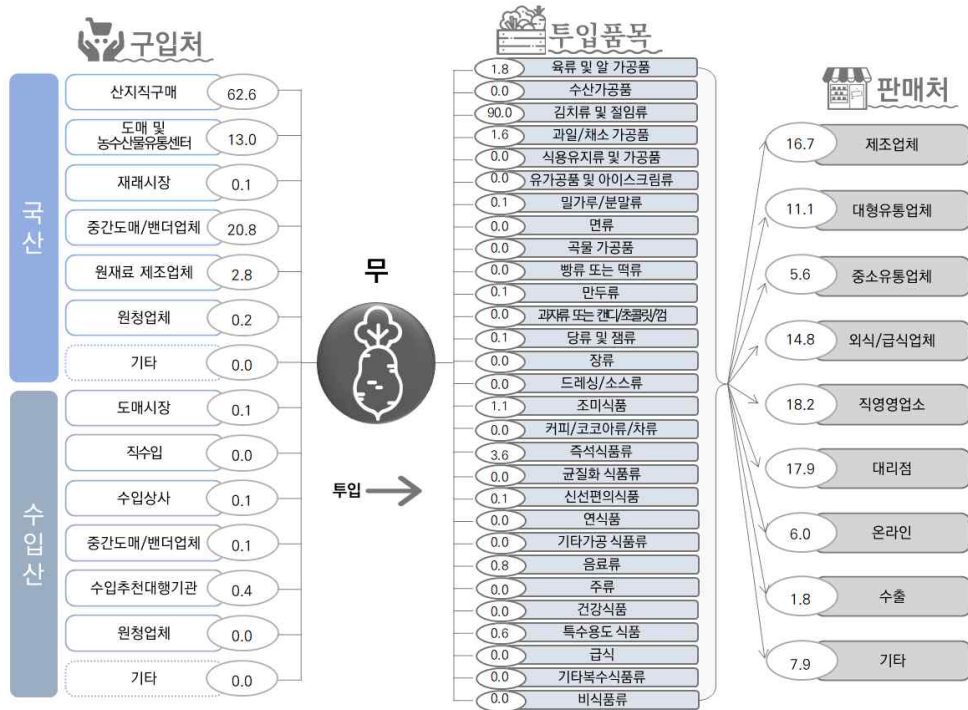 구입처
국산
산지직구매 62.6
도매 및
농수산물유통센터 13.0
재래시장 0.1
중간도매/밴더업체 20.8
원재료 제조업체 2.8
원청업체 0.2
기타 0.0
수입산
도매시장 0.1
직수입 0.0
수입상사 0.1
중간도매/밴더업체 0.1
수입추천대행기관 0.4
원청업체 0.0
기타 0.0
무
투입
투입품목
1.8 육류 및 알 가공품
0.0 수산가공품
90.0 김치류 및 절임류
1.6 과일/채소 가공품
0.0 식용유지류 및 가공품
0.0 유가공품 및 아이스크림류
0.1 밀가루/분말류
0.0 면류
0.0 곡물 가공품
0.0 빵류 또는 떡류
0.1 만두류
0.0 과자류 또는 캔디/초콜릿/껌
0.1 당류 및 잼류
0.0 장류
0.0 드레싱/소스류
1.1 조미식품
0.0 커피/코코아류/차류
3.6 즉석식품류
0.0 균질화 식품류
0.1 신선편의식품
0.0 연식품
0.0 기타가공 식품류
0.8 음료류
0.0 주류
0.0 건강식품
0.6 특수용도 식품
0.0 급식
0.0 기타복수식품류
0.0 비식품류
판매처
16.7 제조업체
11.1 대형유통업체
5.6 중소유통업체
14.8 외식/급식업체
18.2 직영영업소
17.9 대리점
6.0 온라인
1.8 수출
7.9 기타